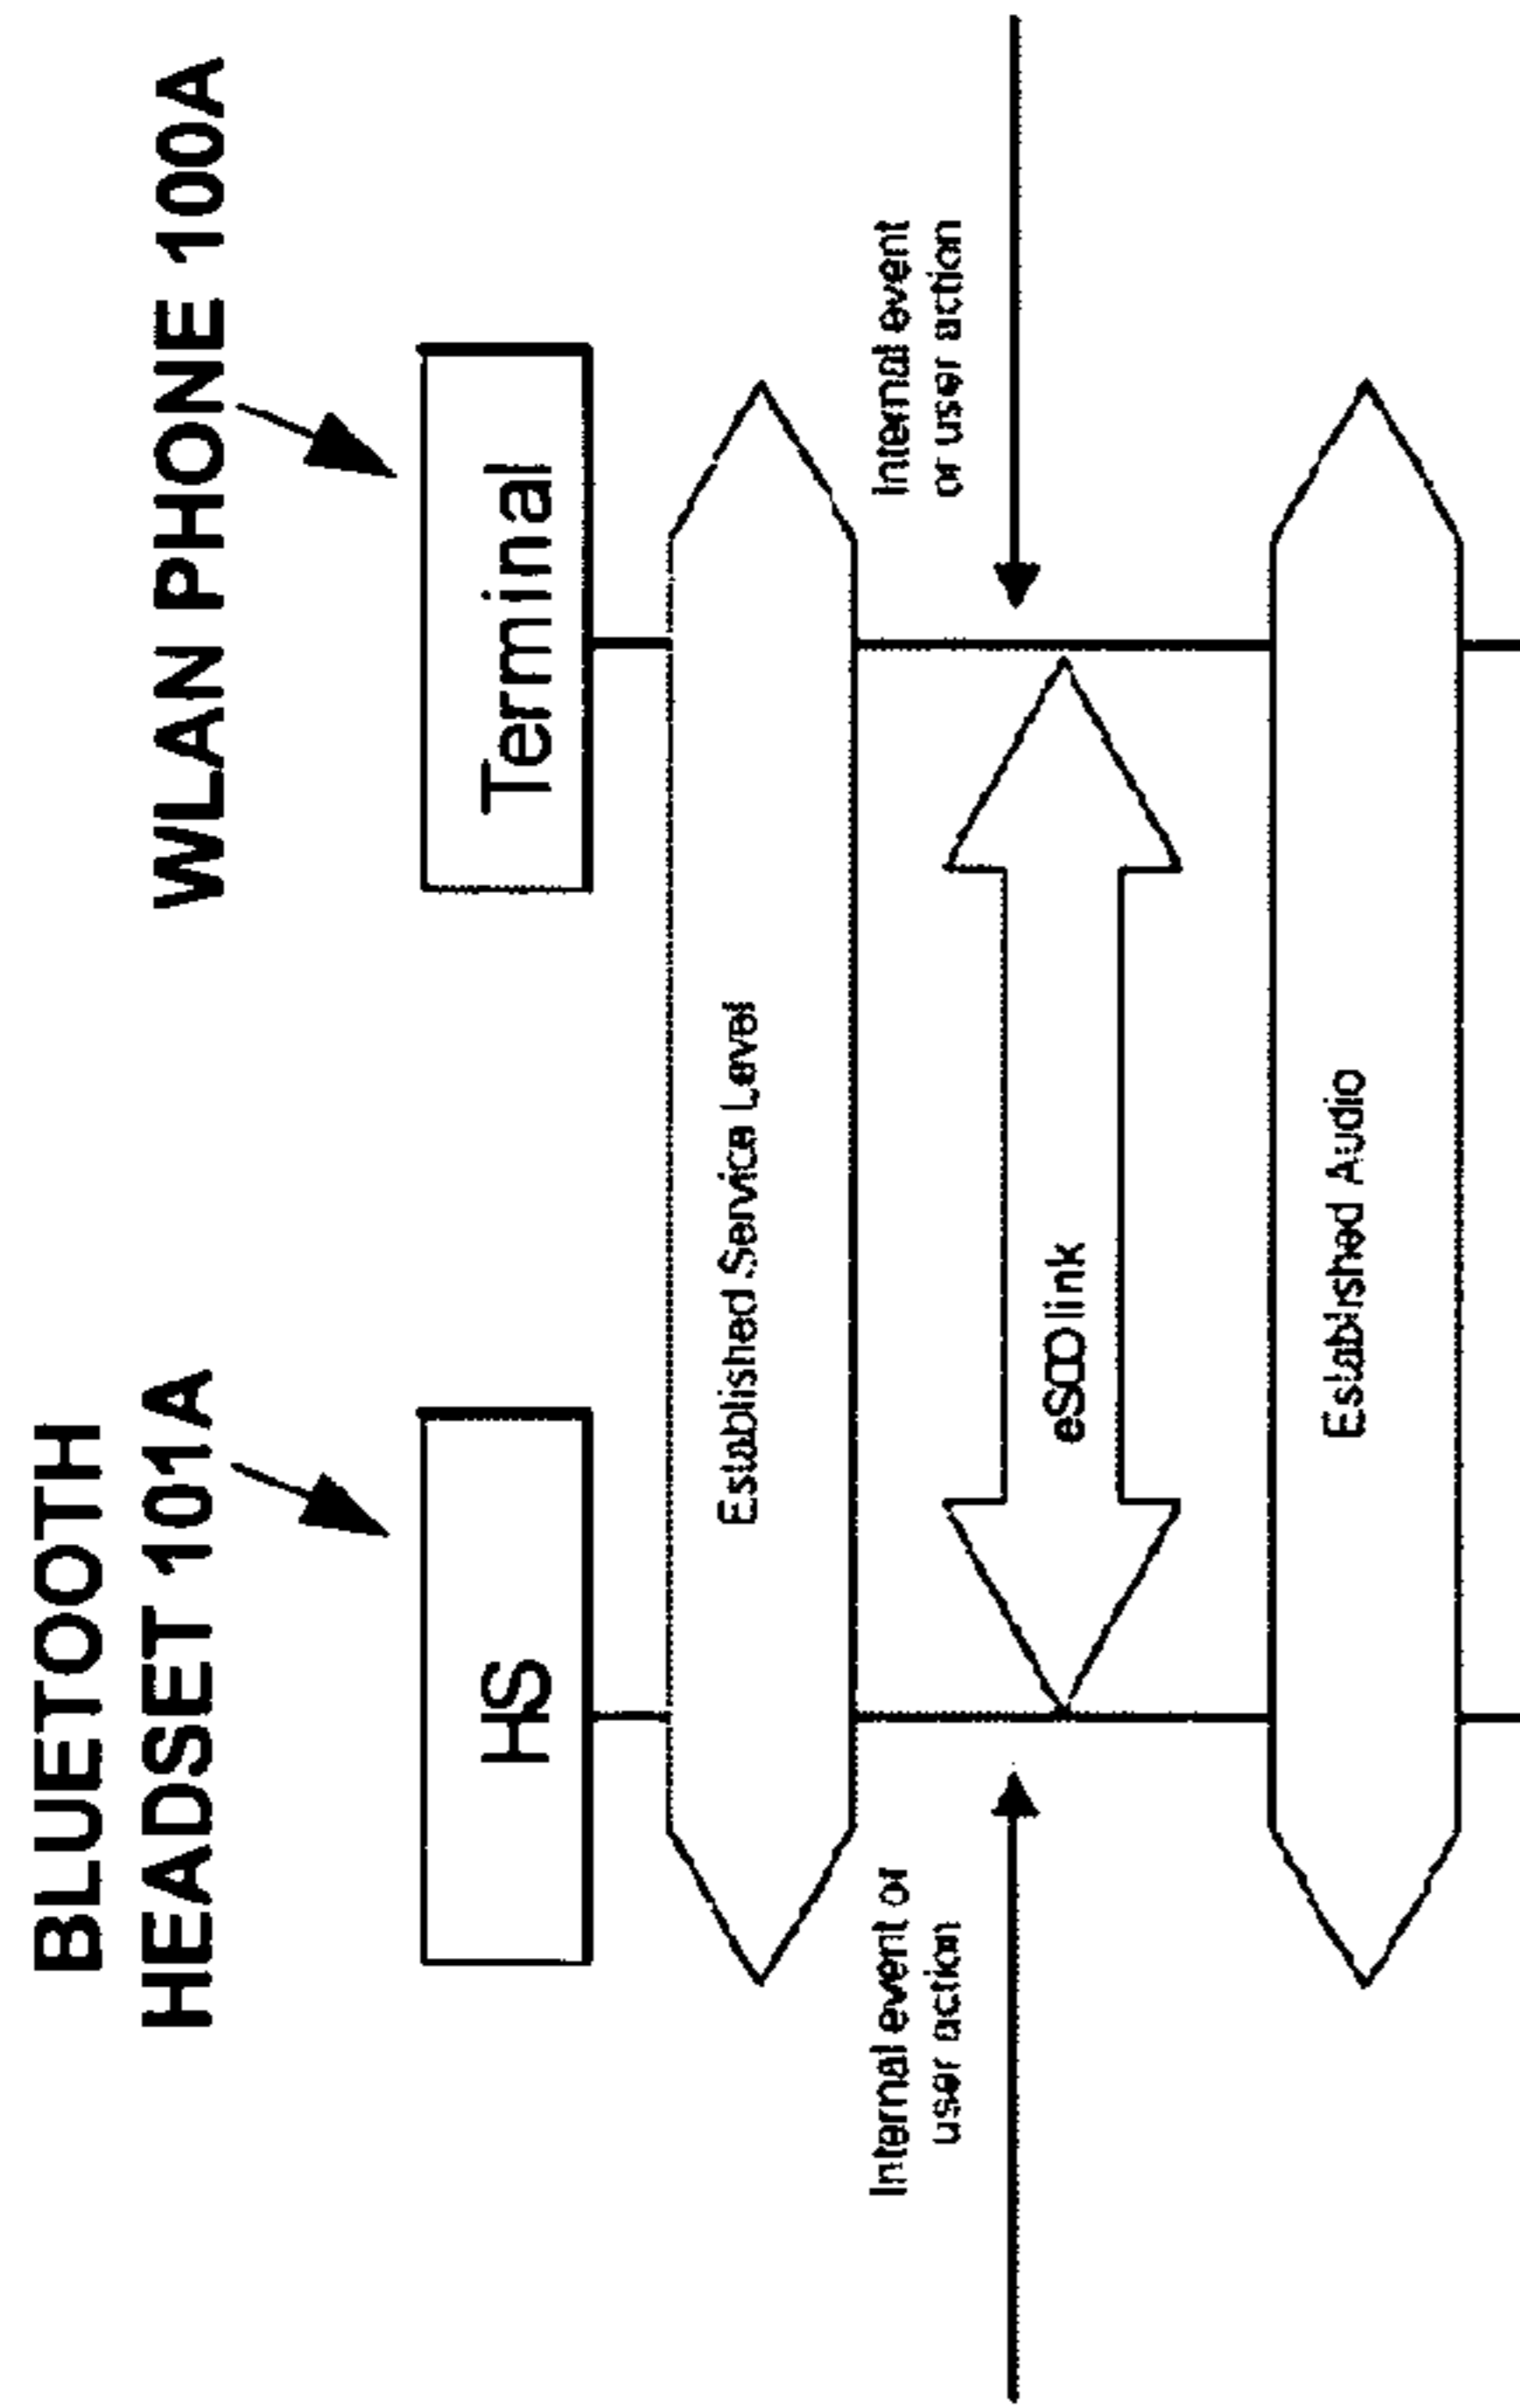 BLUETOOTH
HEADSET 101A
WLAN PHONE 100A
HS
Terminal
Established Service Level
Internal event or
user action
Internal event
or user action
eSCO link
Established Audio